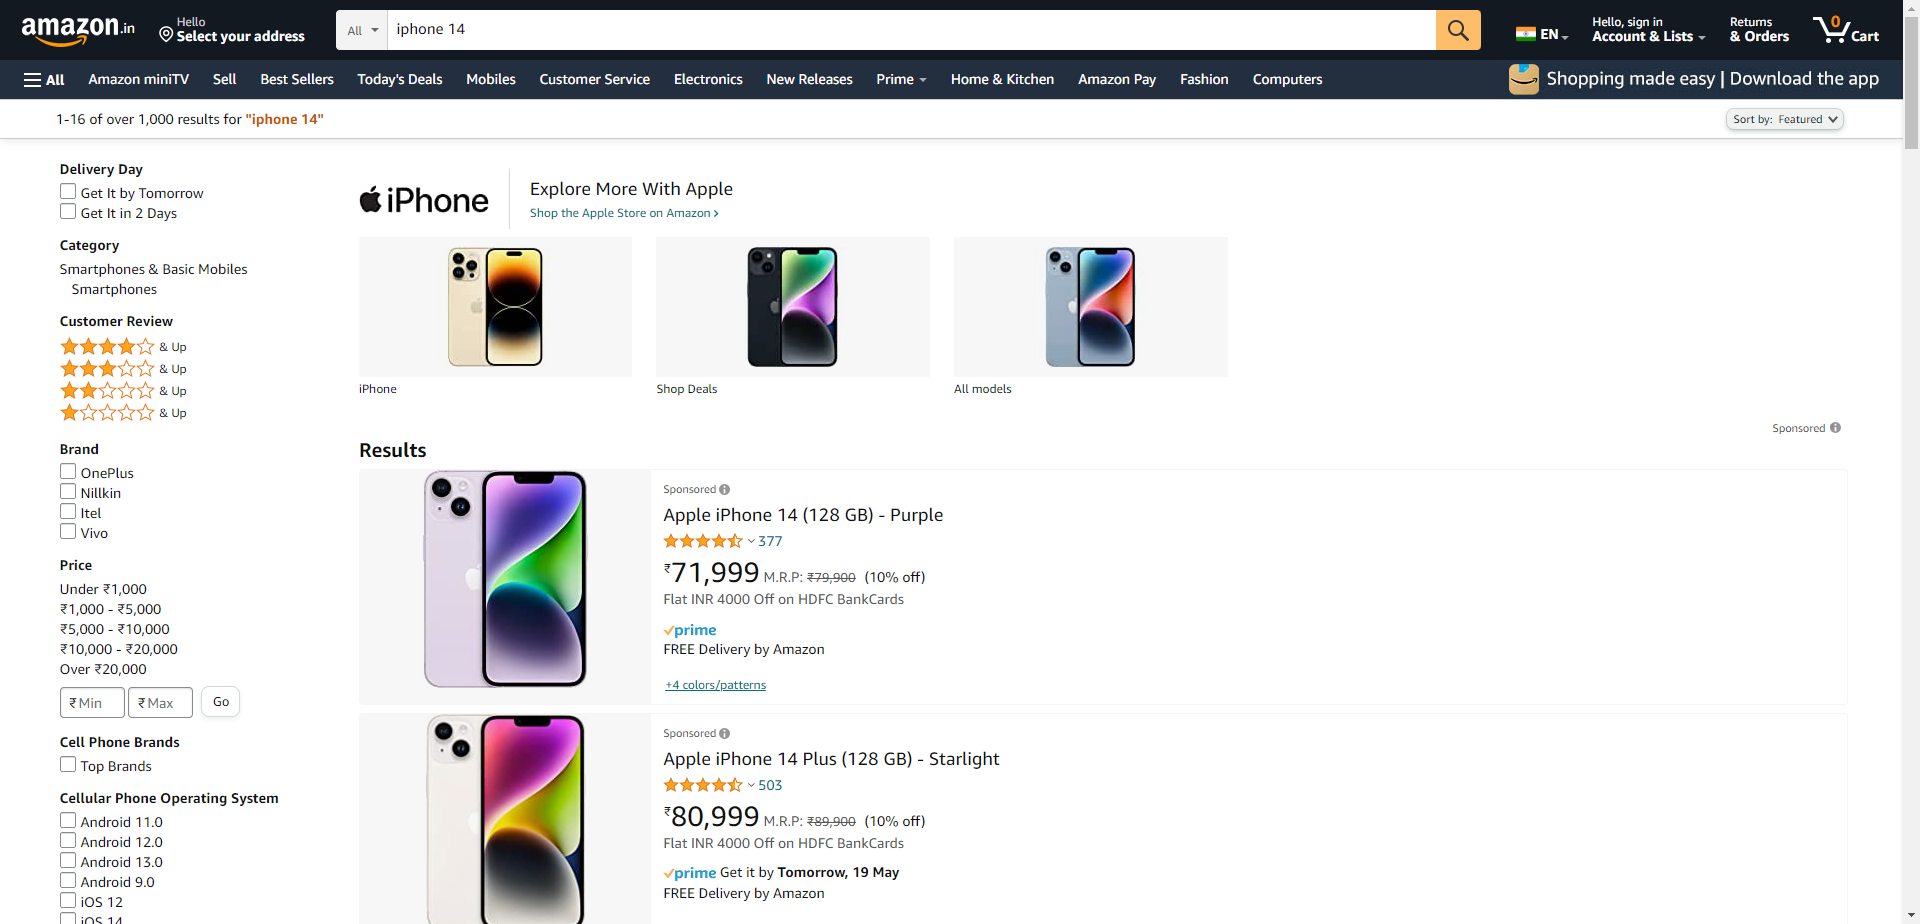 amazon.in
Hello
Select your address
All
iphone 14
EN
Hello, sign in
Account & Lists
Returns
& Orders
0
Cart
All
Amazon miniTV
Sell
Best Sellers
Today's Deals
Mobiles
Customer Service
Electronics
New Releases
Prime
Home & Kitchen
Amazon Pay
Fashion
Computers
Shopping made easy | Download the app
1-16 of over 1,000 results for "iphone 14"
Sort by: Featured
Delivery Day
Get It by Tomorrow
Get It in 2 Days
Category
Smartphones & Basic Mobiles
Smartphones
Customer Review
& Up
& Up
& Up
& Up
Brand
OnePlus
Nillkin
Itel
Vivo
Price
Under ₹1,000
₹1,000 - ₹5,000
₹5,000 - ₹10,000
₹10,000 - ₹20,000
Over ₹20,000
₹ Min
₹ Max
Go
Cell Phone Brands
Top Brands
Cellular Phone Operating System
Android 11.0
Android 12.0
Android 13.0
Android 9.0
iOS 12
iOS 14
iPhone
Explore More With Apple
Shop the Apple Store on Amazon ›
iPhone
Shop Deals
All models
Sponsored
Results
Sponsored
Apple iPhone 14 (128 GB) - Purple
377
₹71,999 M.R.P: ₹79,900 (10% off)
Flat INR 4000 Off on HDFC BankCards
prime
FREE Delivery by Amazon
+4 colors/patterns
Sponsored
Apple iPhone 14 Plus (128 GB) - Starlight
503
₹80,999 M.R.P: ₹89,900 (10% off)
Flat INR 4000 Off on HDFC BankCards
prime Get it by Tomorrow, 19 May
FREE Delivery by Amazon